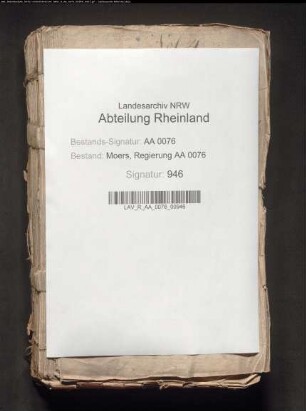 Landesarchiv NRW
Abteilung Rheinland
Bestands-Signatur: AA 0076
Bestand: Moers, Regierung AA 0076
Signatur: 946
LAV_R_AA_0076_00946